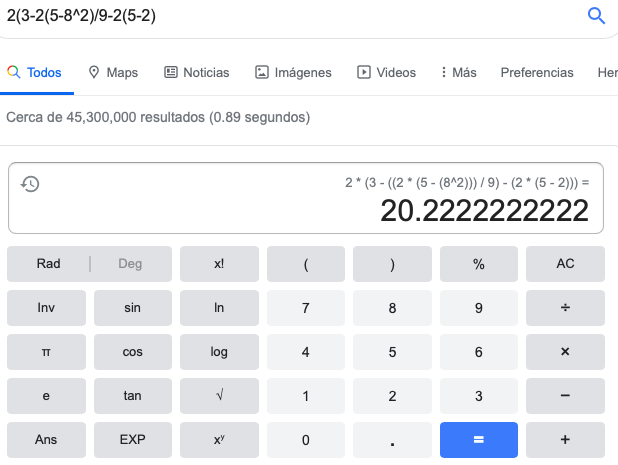 2(3-2(5-8^2)/9-2(5-2)
Todos Maps Noticias Imágenes Videos Más Preferencias Her
Cerca de 45,300,000 resultados (0.89 segundos)
2 * (3 - ((2 * (5 - (8^2))) / 9) - (2 * (5 - 2))) =
20.2222222222
Rad | Deg x! ( ) % AC
Inv sin ln 7 8 9 ÷
π cos log 4 5 6 ×
e tan √ 1 2 3 −
Ans EXP xʸ 0 . = +